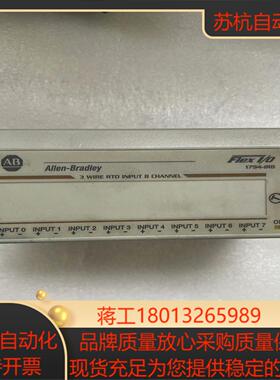 苏杭自动
AB
Allen-Bradley
Flex I/O
3 WIRE RTD INPUT 8 CHANNEL
1794-IR8
INPUT 0 INPUT 1 INPUT 2 INPUT 3 INPUT 4 INPUT 5 INPUT 6 INPUT 7
蒋工18013265989
自动化
品牌质量放心采购质量保
开票
现货充足为您提供稳定的